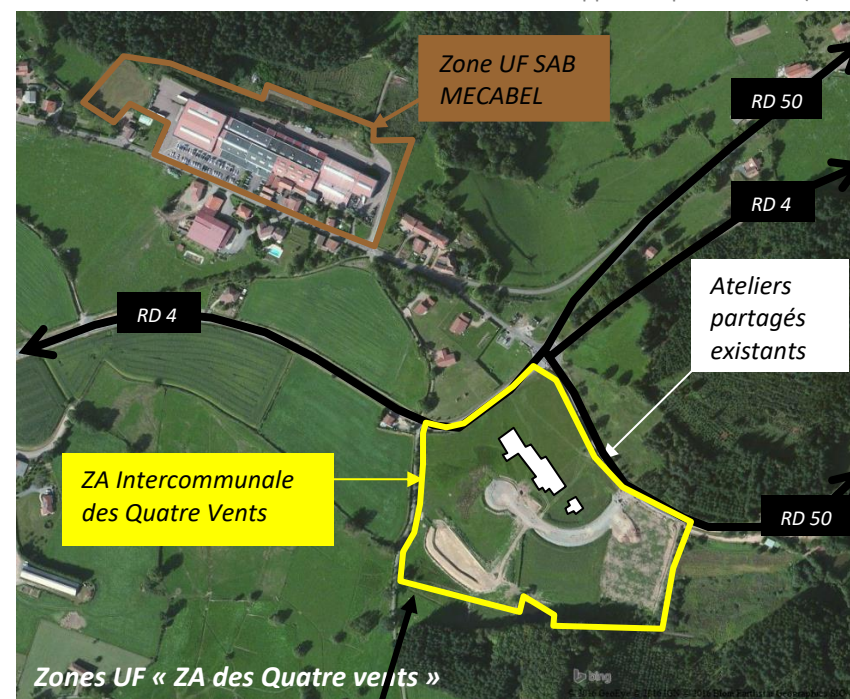 Zone UF SAB
MECABEL
RD 50
RD 4
Ateliers
partagés
existants
RD 4
ZA Intercommunale
des Quatre Vents
RD 50
Zones UF « ZA des Quatre vents »
bing